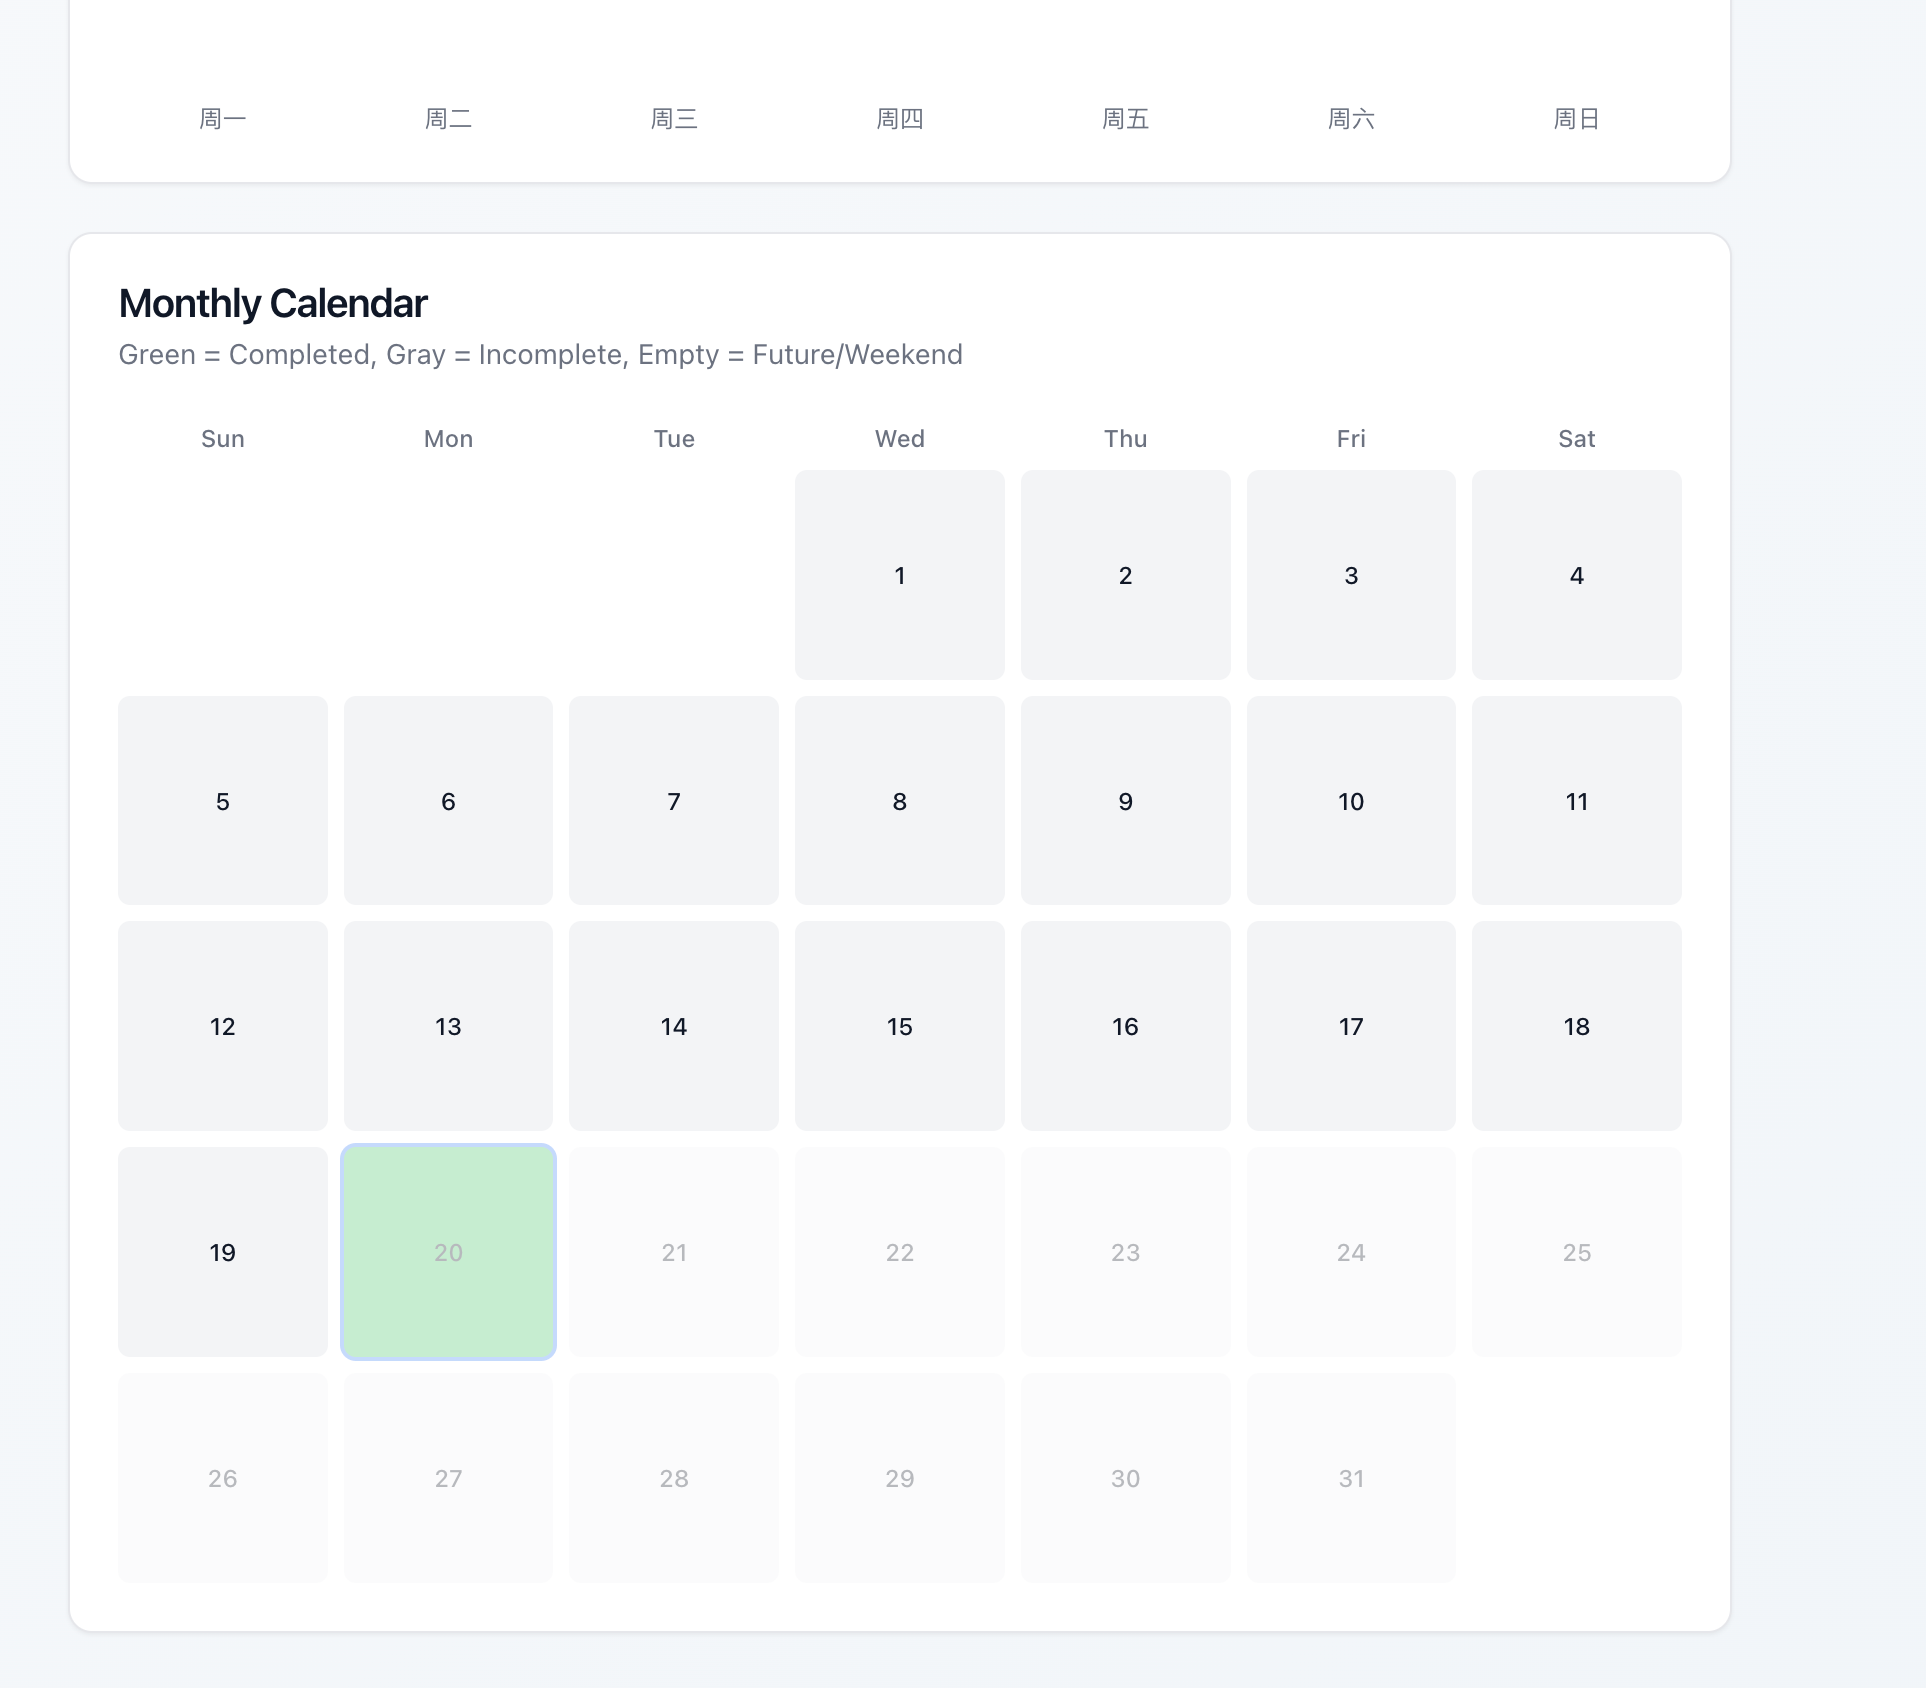 周一 周二 周三 周四 周五 周六 周日
Monthly Calendar
Green = Completed, Gray = Incomplete, Empty = Future/Weekend
Sun Mon Tue Wed Thu Fri Sat
1 2 3 4
5 6 7 8 9 10 11
12 13 14 15 16 17 18
19 20 21 22 23 24 25
26 27 28 29 30 31